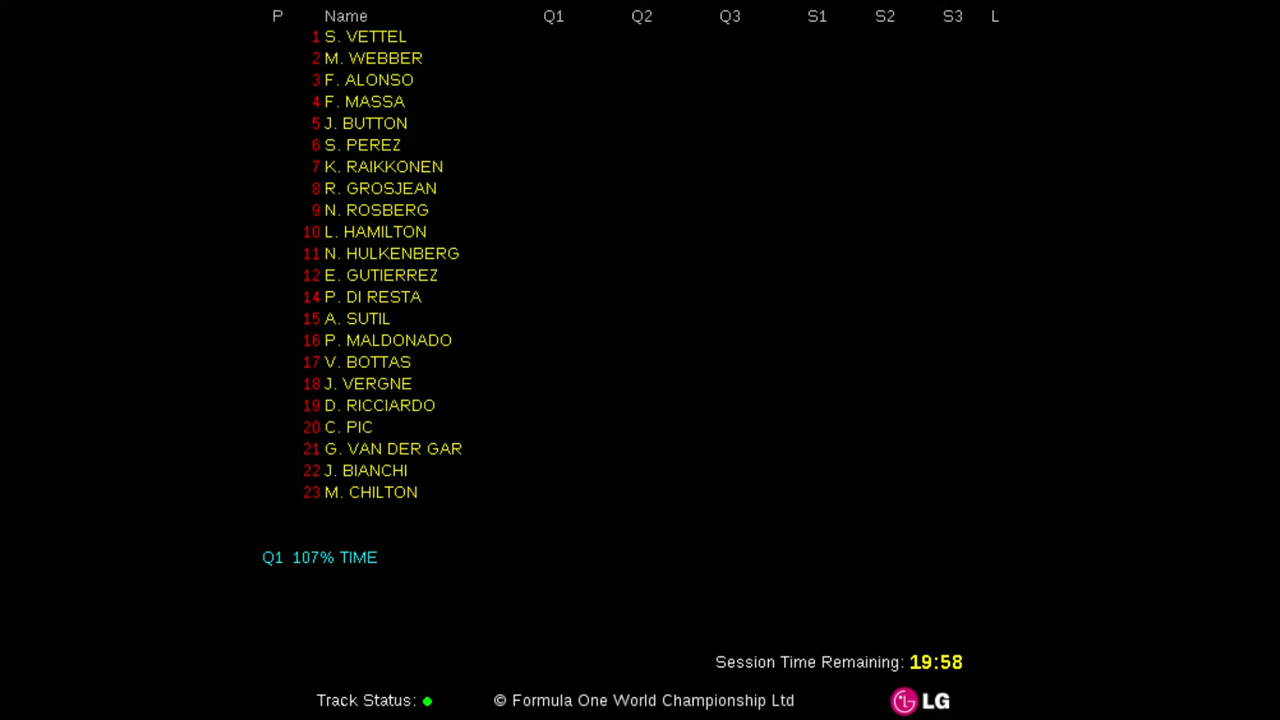 P Name Q1 Q2 Q3 S1 S2 S3 L
1 S. VETTEL
2 M. WEBBER
3 F. ALONSO
4 F. MASSA
5 J. BUTTON
6 S. PEREZ
7 K. RAIKKONEN
8 R. GROSJEAN
9 N. ROSBERG
10 L. HAMILTON
11 N. HULKENBERG
12 E. GUTIERREZ
14 P. DI RESTA
15 A. SUTIL
16 P. MALDONADO
17 V. BOTTAS
18 J. VERGNE
19 D. RICCIARDO
20 C. PIC
21 G. VAN DER GAR
22 J. BIANCHI
23 M. CHILTON
Q1 107% TIME
Session Time Remaining: 19:58
Track Status: © Formula One World Championship Ltd LG